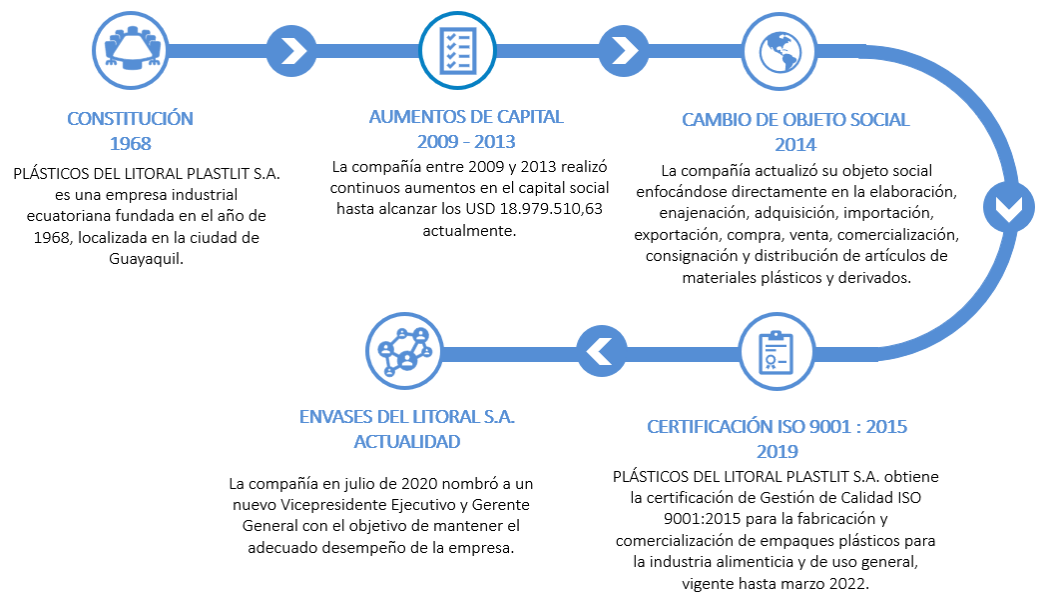 CONSTITUCIÓN
1968
PLÁSTICOS DEL LITORAL PLASTLIT S.A.
es una empresa industrial
ecuatoriana fundada en el año de
1968, localizada en la ciudad de
Guayaquil.
AUMENTOS DE CAPITAL
2009 - 2013
La compañía entre 2009 y 2013 realizó
continuos aumentos en el capital social
hasta alcanzar los USD 18.979.510,63
actualmente.
CAMBIO DE OBJETO SOCIAL
2014
La compañía actualizó su objeto social
enfocándose directamente en la elaboración,
enajenación, adquisición, importación,
exportación, compra, venta, comercialización,
consignación y distribución de artículos de
materiales plásticos y derivados.
CERTIFICACIÓN ISO 9001 : 2015
2019
PLÁSTICOS DEL LITORAL PLASTLIT S.A. obtiene
la certificación de Gestión de Calidad ISO
9001:2015 para la fabricación y
comercialización de empaques plásticos para
la industria alimenticia y de uso general,
vigente hasta marzo 2022.
ENVASES DEL LITORAL S.A.
ACTUALIDAD
La compañía en julio de 2020 nombró a un
nuevo Vicepresidente Ejecutivo y Gerente
General con el objetivo de mantener el
adecuado desempeño de la empresa.